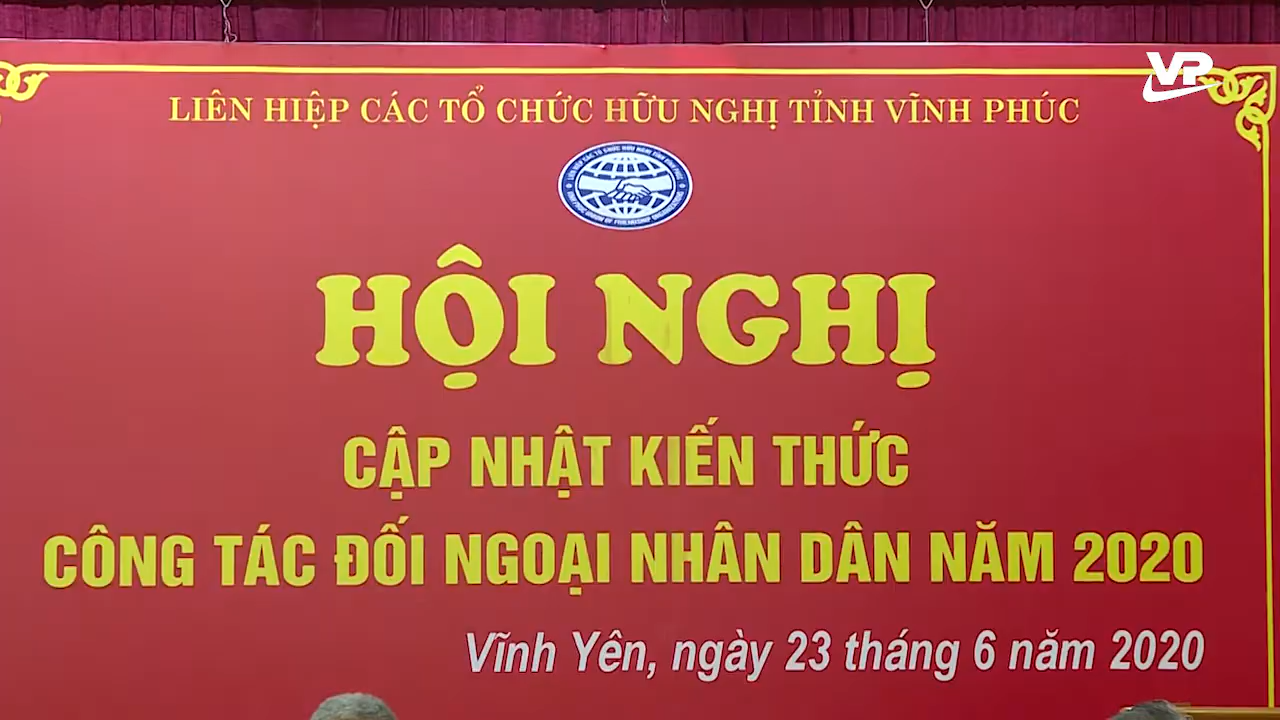 VP
LIÊN HIỆP CÁC TỔ CHỨC HỮU NGHỊ TỈNH VĨNH PHÚC
HỘI NGHỊ
CẬP NHẬT KIẾN THỨC
CÔNG TÁC ĐỐI NGOẠI NHÂN DÂN NĂM 2020
Vĩnh Yên, ngày 23 tháng 6 năm 2020